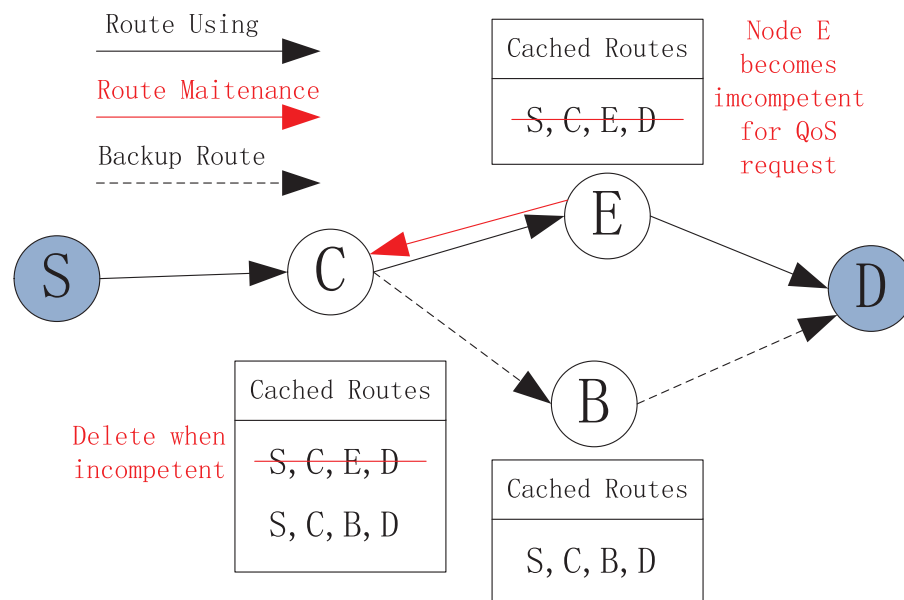 Route Using
Route Maitenance
Backup Route
Cached Routes
S, C, E, D
Node E
becomes
imcompetent
for QoS
request
S
C
E
D
B
Cached Routes
S, C, E, D
S, C, B, D
Delete when
incompetent
Cached Routes
S, C, B, D